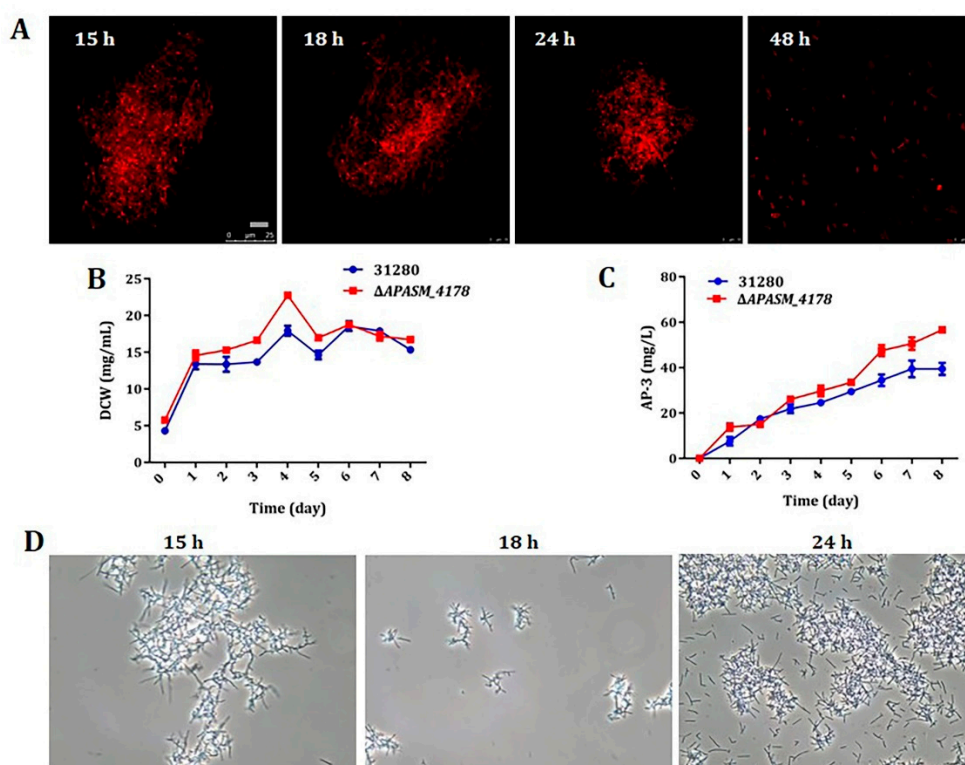 A
15 h
18 h
24 h
48 h
0 µm 25
B
31280
ΔAPASM_4178
DCW (mg/mL)
25
20
15
10
5
0
0 1 2 3 4 5 6 7 8
Time (day)
C
31280
ΔAPASM_4178
AP-3 (mg/L)
80
60
40
20
0
0 1 2 3 4 5 6 7 8
Time (day)
D
15 h
18 h
24 h